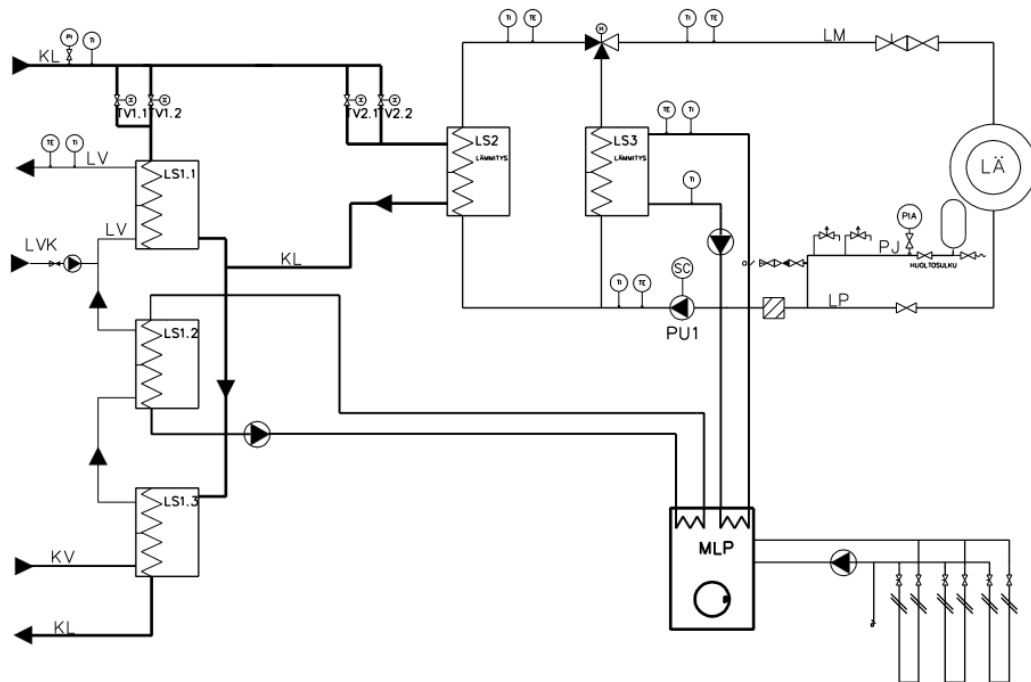 PI
TI
KL
TV1.1
TV1.2
TV2.1
TV2.2
TI
TE
M
TI
TE
LM
TE
TI
LV
LS1.1
LS2
LÄMMITYS
LS3
LÄMMITYS
TE
TI
TI
LÄ
LV
LVK
KL
PIA
PJ
HUOLTOSULKU
TI
TE
SC
PU1
LP
LS1.2
LS1.3
KV
KL
MLP